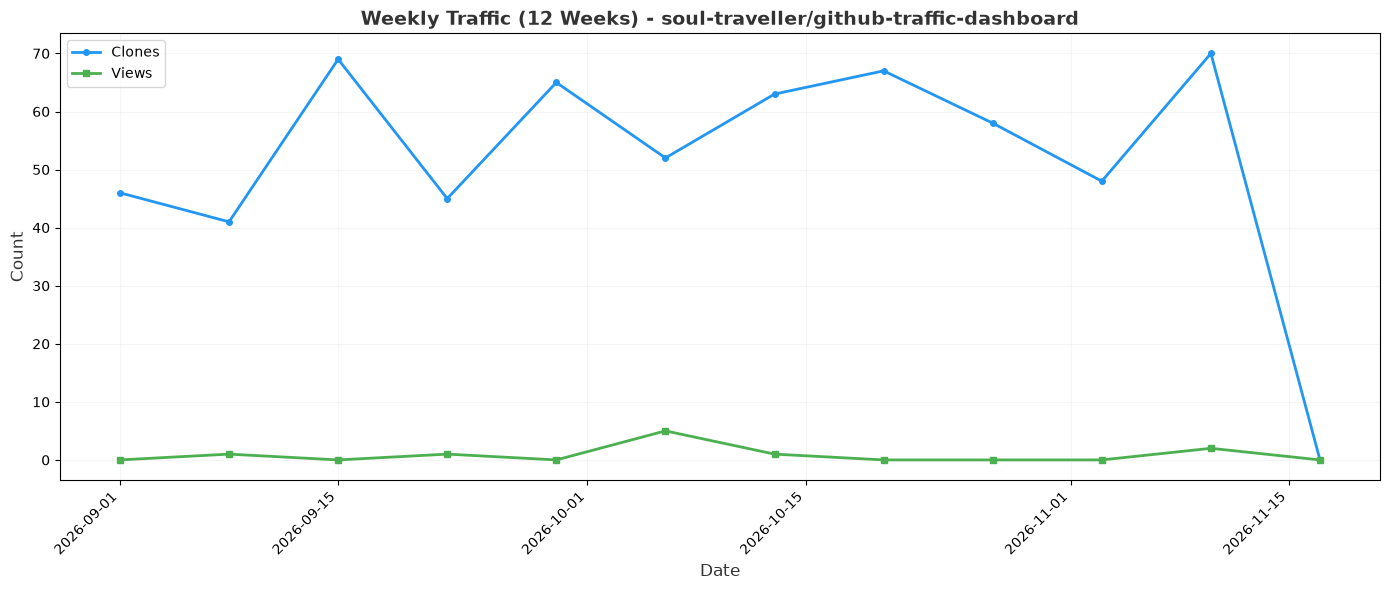 Weekly Traffic (12 Weeks) - soul-traveller/github-traffic-dashboard
Clones
Views
Count
70
60
50
40
30
20
10
0
2026-09-01
2026-09-15
2026-10-01
2026-10-15
2026-11-01
2026-11-15
Date